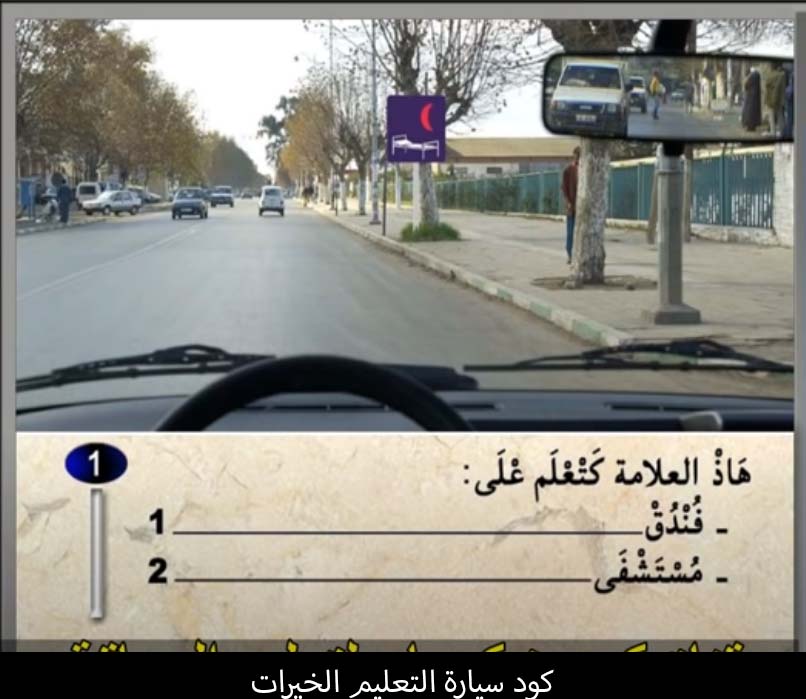 1
هَاذْ العلامة كَتْعْلَم عْلَى:
- فُنْدُقْ 1
- مُسْتَشْفَى 2
كود سيارة التعليم الخيرات